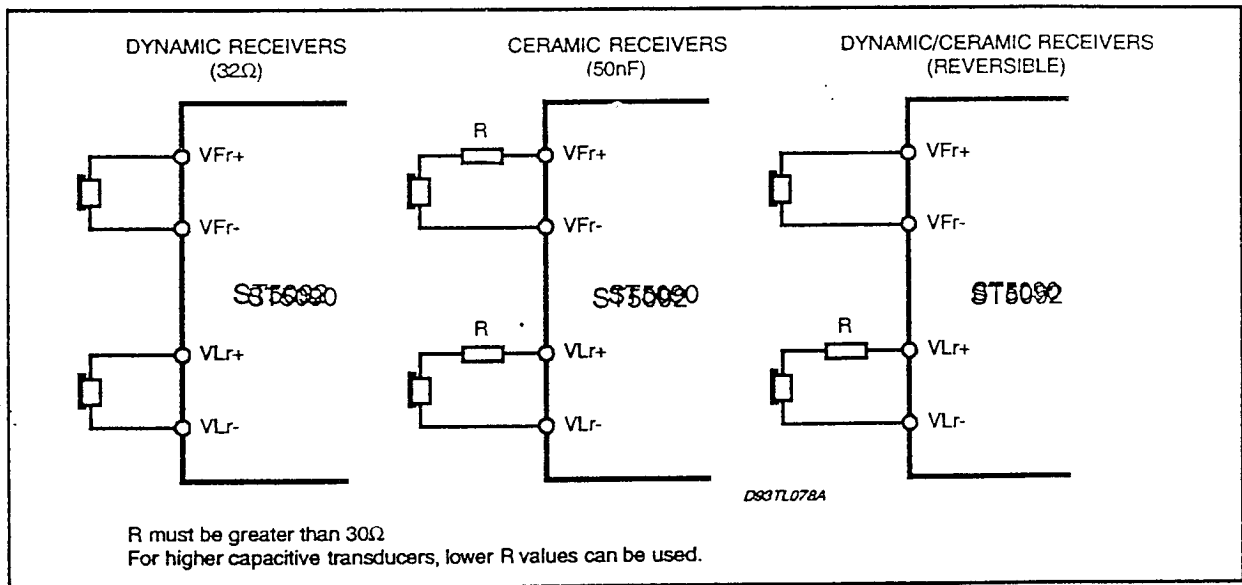 DYNAMIC RECEIVERS
(32Ω)
VFr+
VFr-
VLr+
VLr-
CERAMIC RECEIVERS
(50nF)
R
VFr+
VFr-
R
VLr+
VLr-
DYNAMIC/CERAMIC RECEIVERS
(REVERSIBLE)
VFr+
VFr-
R
VLr+
VLr-
D93TL078A
R must be greater than 30Ω
For higher capacitive transducers, lower R values can be used.